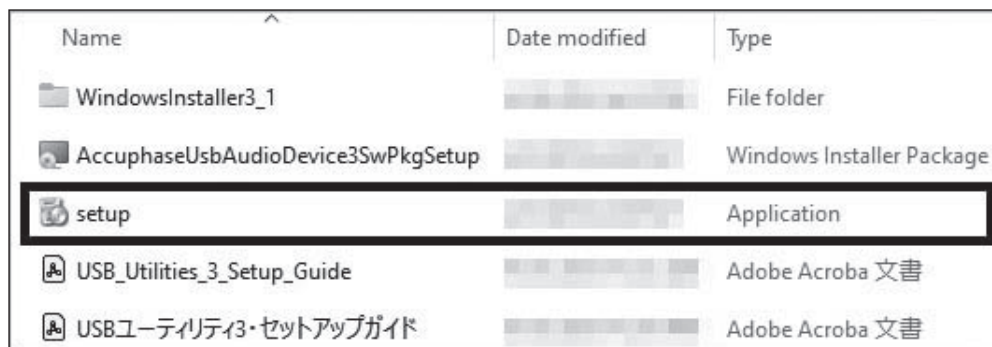 Name Date modified Type
WindowsInstaller3_1 File folder
AccuphaseUsbAudioDevice3SwPkgSetup Windows Installer Package
setup Application
USB_Utilities_3_Setup_Guide Adobe Acroba 文書
USBユーティリティ3・セットアップガイド Adobe Acroba 文書